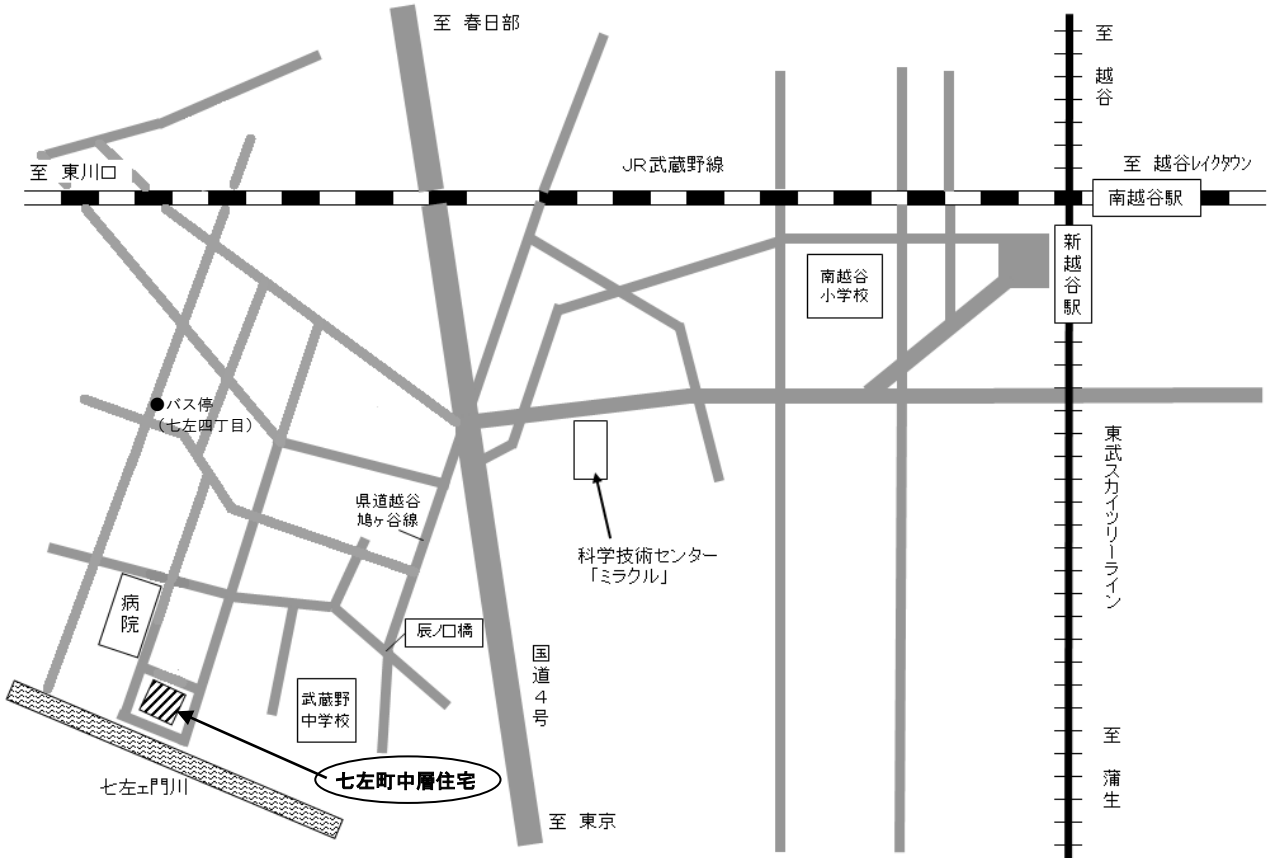 至 春日部
至 越谷
至 東川口
JR武蔵野線
至 越谷レイクタウン
南越谷駅
新越谷駅
南越谷
小学校
バス停
（七左四丁目）
東武スカイツリーライン
県道越谷
鳩ヶ谷線
科学技術センター
「ミラクル」
病院
辰ノ口橋
国道４号
武蔵野
中学校
至 蒲生
七左町中層住宅
七左ェ門川
至 東京